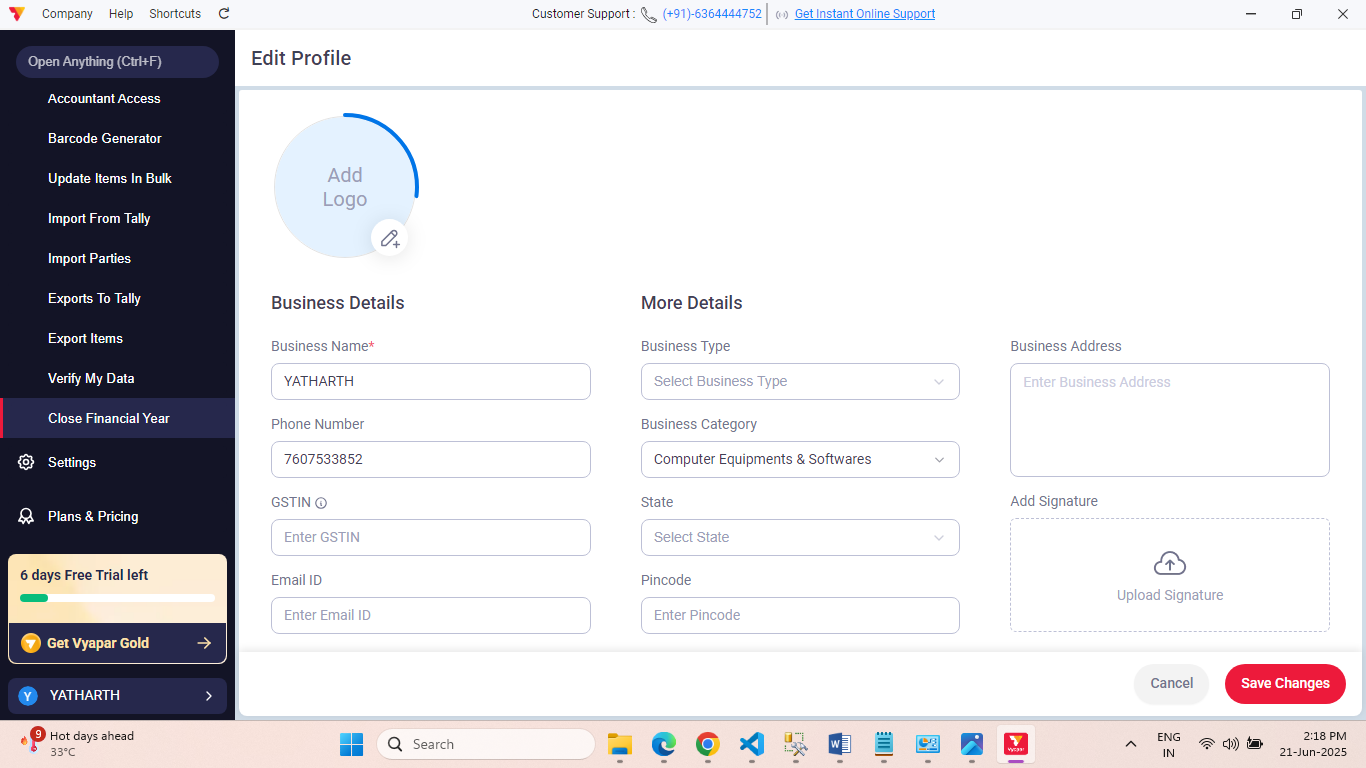 Company Help Shortcuts
Customer Support : (+91)-6364444752 Get Instant Online Support
Open Anything (Ctrl+F)
Accountant Access
Barcode Generator
Update Items In Bulk
Import From Tally
Import Parties
Exports To Tally
Export Items
Verify My Data
Close Financial Year
Settings
Plans & Pricing
6 days Free Trial left
Get Vyapar Gold
Y YATHARTH
Edit Profile
Add
Logo
Business Details
Business Name*
YATHARTH
Phone Number
7607533852
GSTIN
Enter GSTIN
Email ID
Enter Email ID
More Details
Business Type
Select Business Type
Business Category
Computer Equipments & Softwares
State
Select State
Pincode
Enter Pincode
Business Address
Enter Business Address
Add Signature
Upload Signature
Cancel
Save Changes
9
Hot days ahead
33°C
Search
Vyapar
ENG
IN
2:18 PM
21-Jun-2025